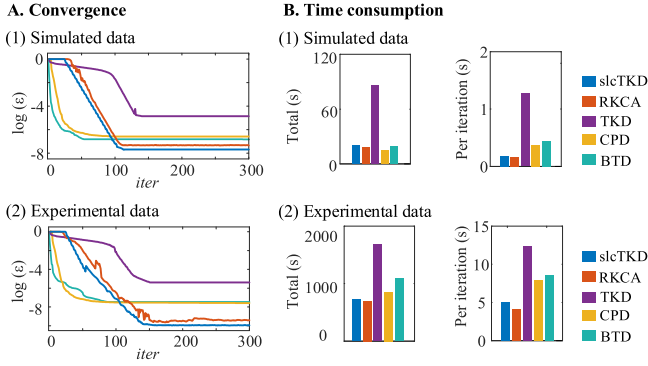 A. Convergence
B. Time consumption
(1) Simulated data
(1) Simulated data
0
-4
-8
log (ε)
0
100
200
300
iter
120
60
0
Total (s)
2
1
0
Per iteration (s)
slcTKD
RKCA
TKD
CPD
BTD
(2) Experimental data
(2) Experimental data
0
-4
-8
log (ε)
0
100
200
300
iter
2000
1000
0
Total (s)
15
10
5
0
Per iteration (s)
slcTKD
RKCA
TKD
CPD
BTD